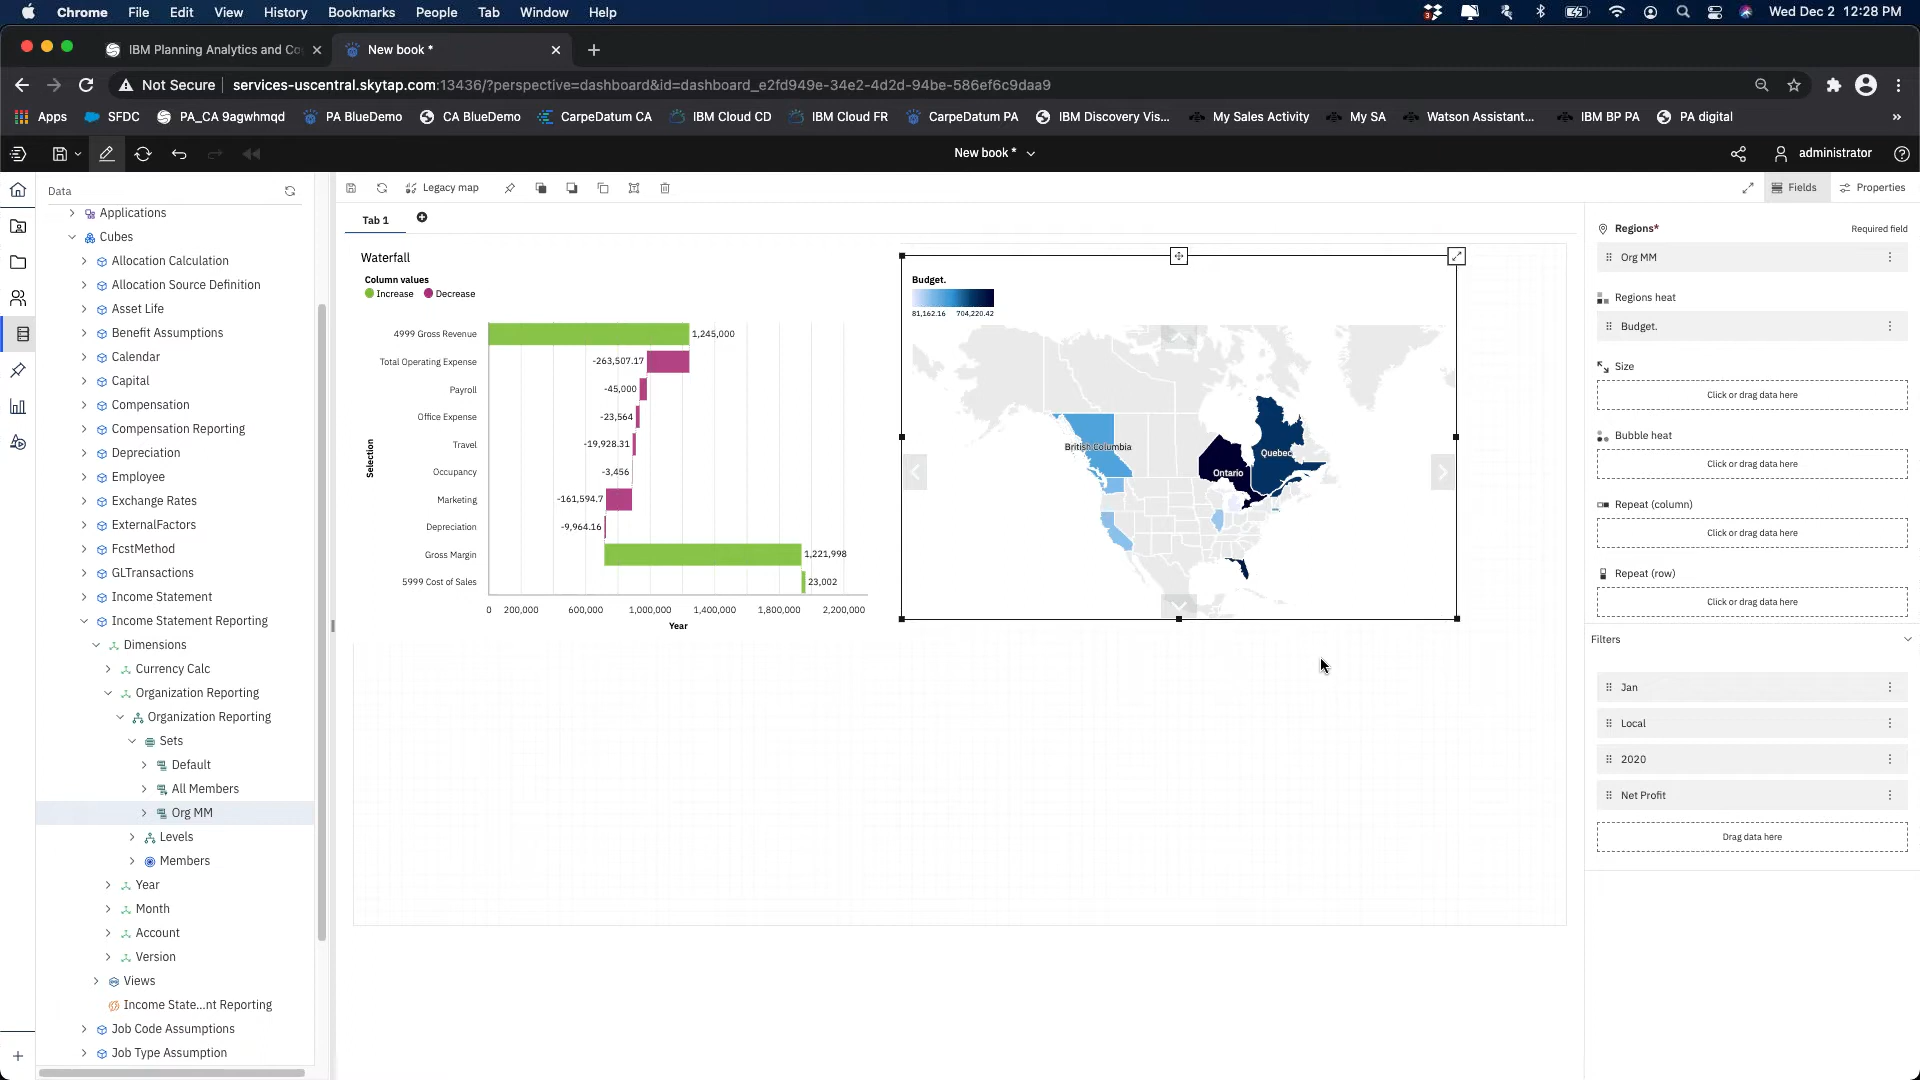 Chrome File Edit View History Bookmarks People Tab Window Help
3
Wed Dec 2 12:28 PM
IBM Planning Analytics and Co
New book *
Not Secure services-uscentral.skytap.com:13436/?perspective=dashboard&id=dashboard_e2fd949e-34e2-4d2d-94be-586ef6c9daa9
Apps SFDC PA_CA 9agwhmqd PA BlueDemo CA BlueDemo CarpeDatum CA IBM Cloud CD IBM Cloud FR CarpeDatum PA IBM Discovery Vis... My Sales Activity My SA Watson Assistant... IBM BP PA PA digital »
New book *
administrator
Data
Applications
Cubes
Allocation Calculation
Allocation Source Definition
Asset Life
Benefit Assumptions
Calendar
Capital
Compensation
Compensation Reporting
Depreciation
Employee
Exchange Rates
ExternalFactors
FcstMethod
GLTransactions
Income Statement
Income Statement Reporting
Dimensions
Currency Calc
Organization Reporting
Organization Reporting
Sets
Default
All Members
Org MM
Levels
Members
Year
Month
Account
Version
Views
Income State...nt Reporting
Job Code Assumptions
Job Type Assumption
Legacy map
Fields
Properties
Tab 1
Waterfall
Column values
Increase Decrease
Selection
4999 Gross Revenue 1,245,000
Total Operating Expense -263,507.17
Payroll -45,000
Office Expense -23,564
Travel -19,928.31
Occupancy -3,456
Marketing -161,594.7
Depreciation -9,964.16
Gross Margin 1,221,998
5999 Cost of Sales 23,002
0 200,000 600,000 1,000,000 1,400,000 1,800,000 2,200,000
Year
Budget.
81,162.16 704,220.42
British Columbia
Ontario
Quebec
Regions* Required field
Org MM
Regions heat
Budget.
Size
Click or drag data here
Bubble heat
Click or drag data here
Repeat (column)
Click or drag data here
Repeat (row)
Click or drag data here
Filters
Jan
Local
2020
Net Profit
Drag data here